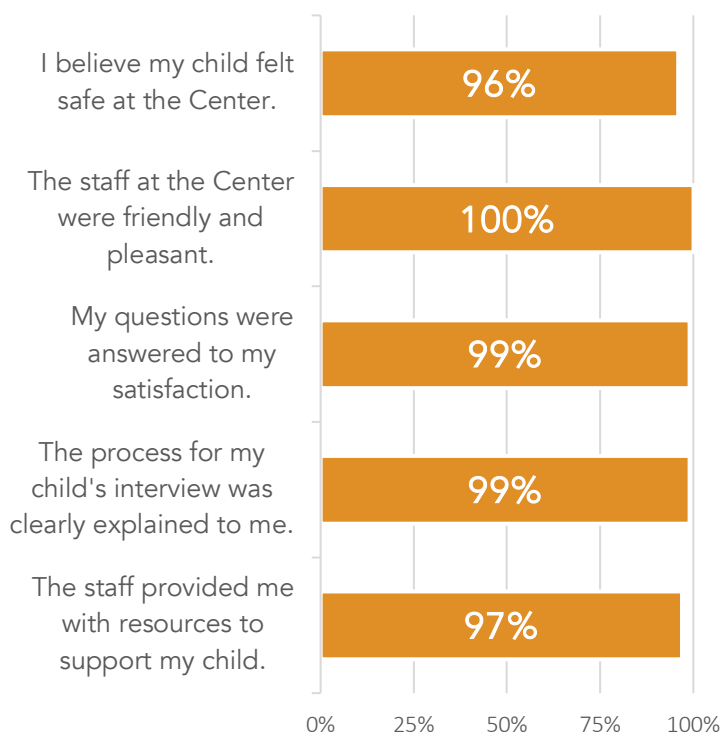 I believe my child felt
safe at the Center.
96%
The staff at the Center
were friendly and
pleasant.
100%
My questions were
answered to my
satisfaction.
99%
The process for my
child's interview was
clearly explained to me.
99%
The staff provided me
with resources to
support my child.
97%
0% 25% 50% 75% 100%